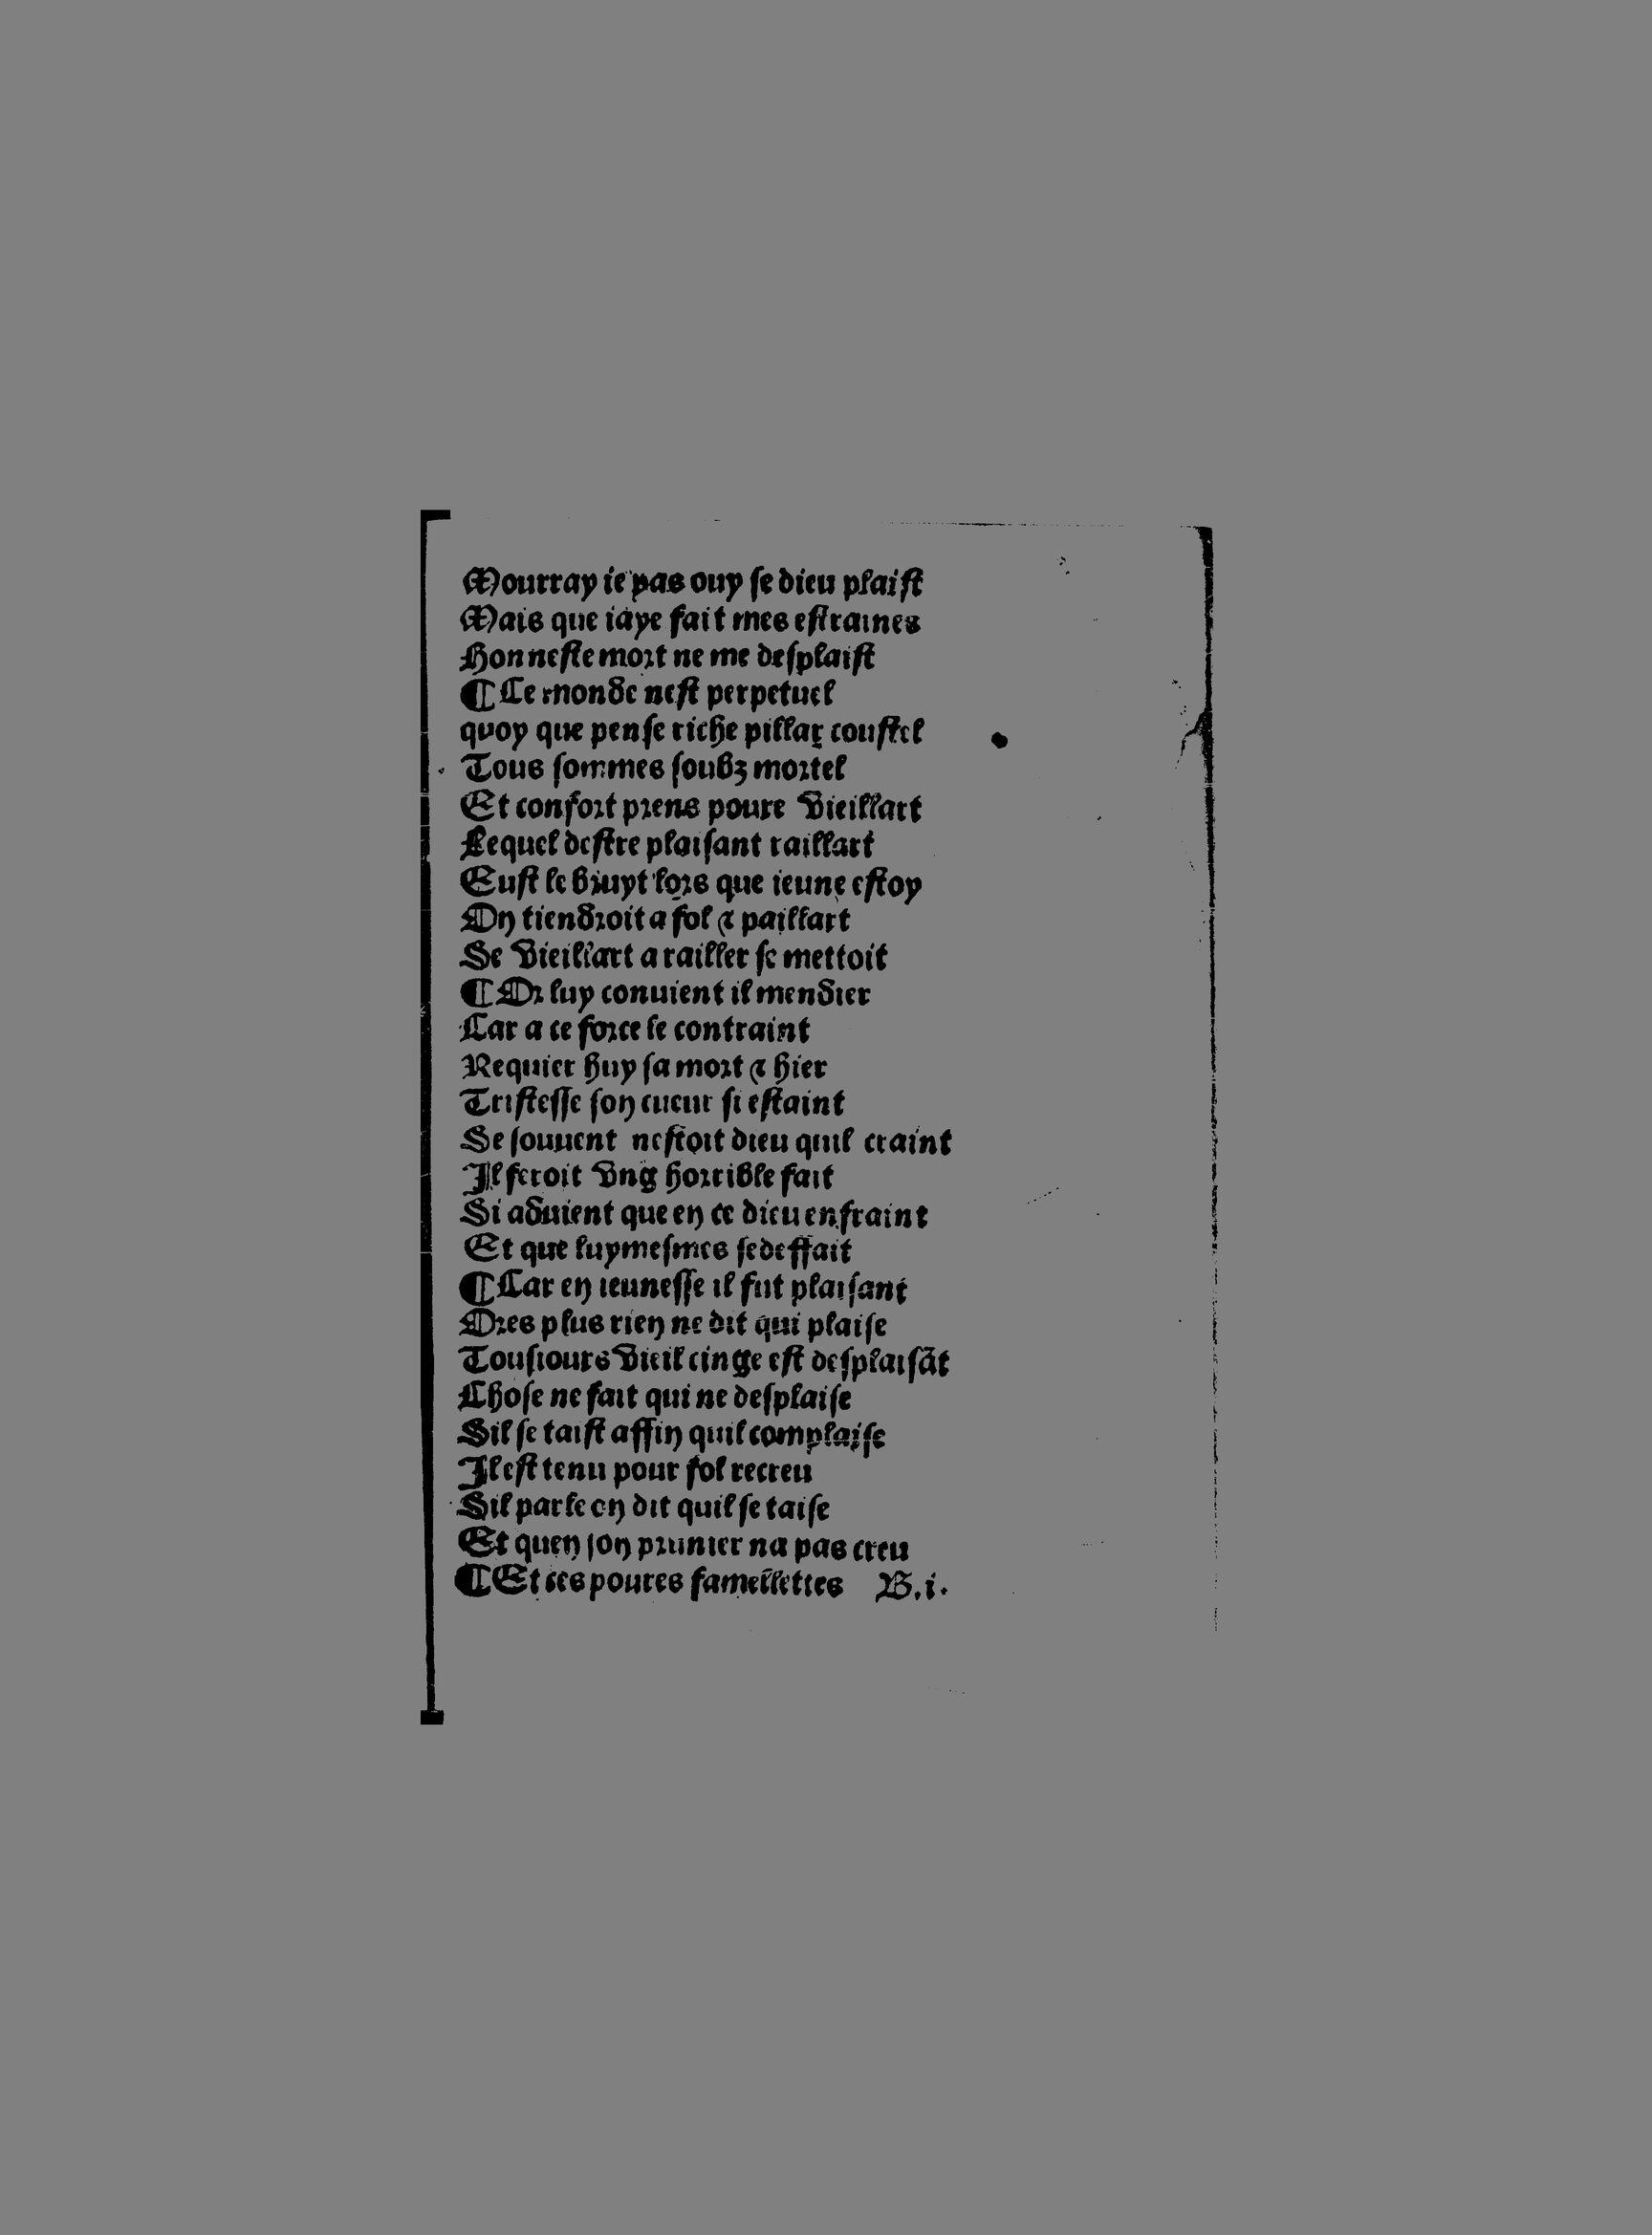 Mourray ie pas ouy se dieu plaist
Mais que iaye fait mes estraines
Honneste mort ne me desplaist
¶ Le monde nest perpetuel
quoy que pense riche pillar coustel
Tous sommes soubz mortel
Et confort prens poure vieillart
Lequel destre plaisant raillart
Eust le bruyt lors que ieune estoy
On tiendroit a fol ⁊ paillart
Se vieillart a railler se mettoit
¶ Or luy conuient il mendier
Car a ce force le contraint
Requier huy sa mort ⁊ hier
Tristesse son cueur si estaint
Se souuent nestoit dieu quil craint
Il feroit vng horrible fait
Si aduient que en ce dieu enfraint
Et que luymesmes se deffait
¶ Car en ieunesse il fut plaisant
Ores plus rien ne dit qui plaise
Tousiours vieil cinge est desplaisãt
Chose ne fait qui ne desplaise
Sil se taist affin quil complaise
Il est tenu pour fol recreu
Sil parle on dit quil se taise
Et quen son prunier na pas creu
¶ Et ces poures famellettes B.i.